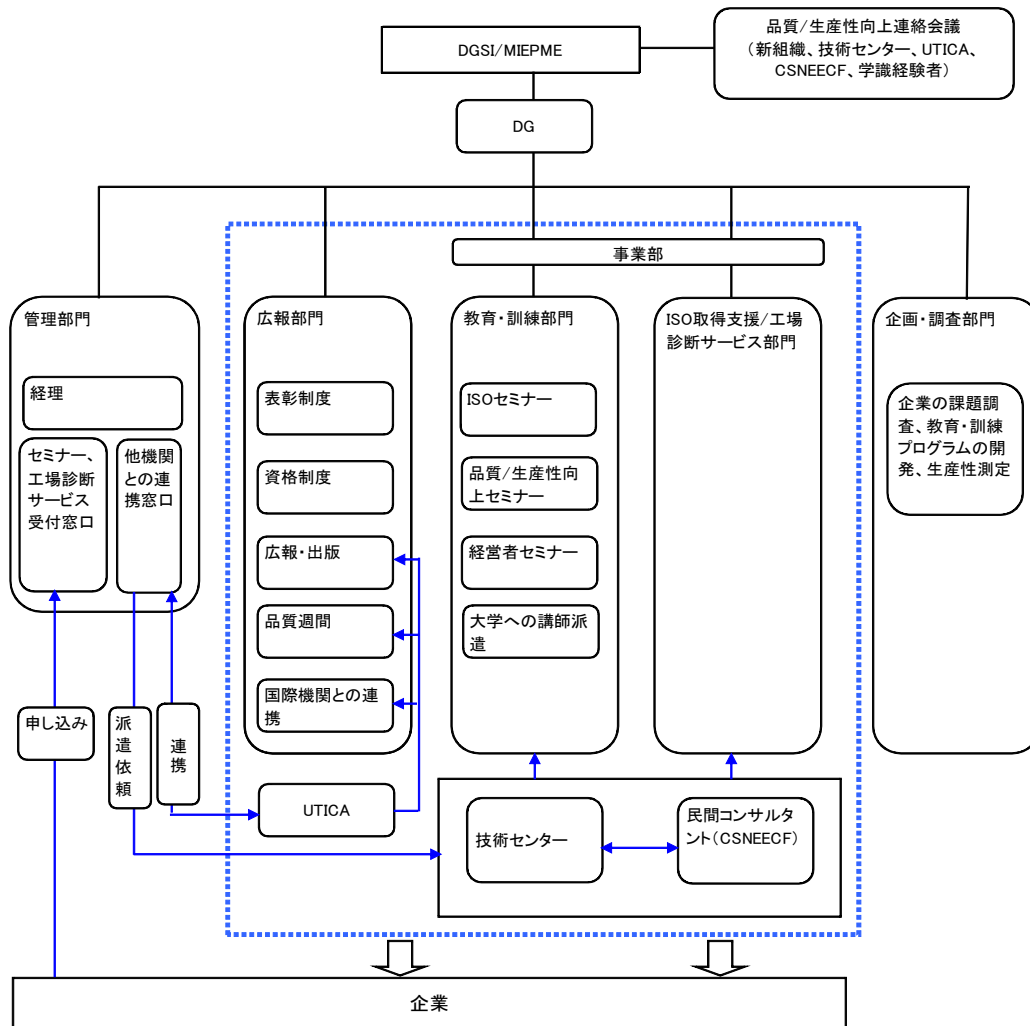 品質/生産性向上連絡会議
（新組織、技術センター、UTICA、
CSNEECF、学識経験者）
DGSI/MIEPME
DG
事業部
管理部門
経理
セミナー、
工場診断
サービス
受付窓口
他機関
との連
携窓口
広報部門
表彰制度
資格制度
広報・出版
品質週間
国際機関との連
携
教育・訓練部門
ISOセミナー
品質/生産性向
上セミナー
経営者セミナー
大学への講師派
遣
ISO取得支援/工場
診断サービス部門
企画・調査部門
企業の課題調
査、教育・訓練
プログラムの開
発、生産性測定
申し込み
派
遣
依
頼
連
携
UTICA
技術センター
民間コンサルタ
ント（CSNEECF）
企業